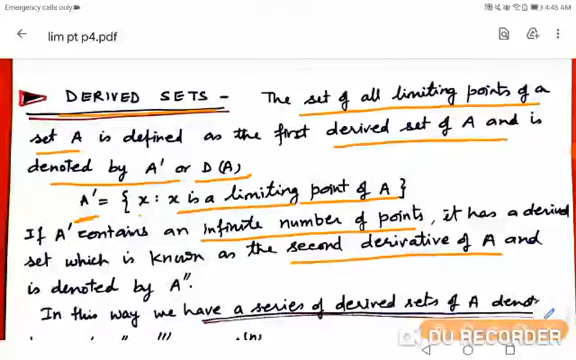 Emergency calls only
4:46 AM
lim pt p4.pdf
DERIVED SETS - The set of all limiting points of a
set A is defined as the first derived set of A and is
denoted by A' or D(A)
A' = { x : x is a limiting point of A }
If A' contains an infinite number of points, it has a derived
set which is known as the second derivative of A and
is denoted by A".
In this way we have a series of derived sets of A denot
DU RECORDER